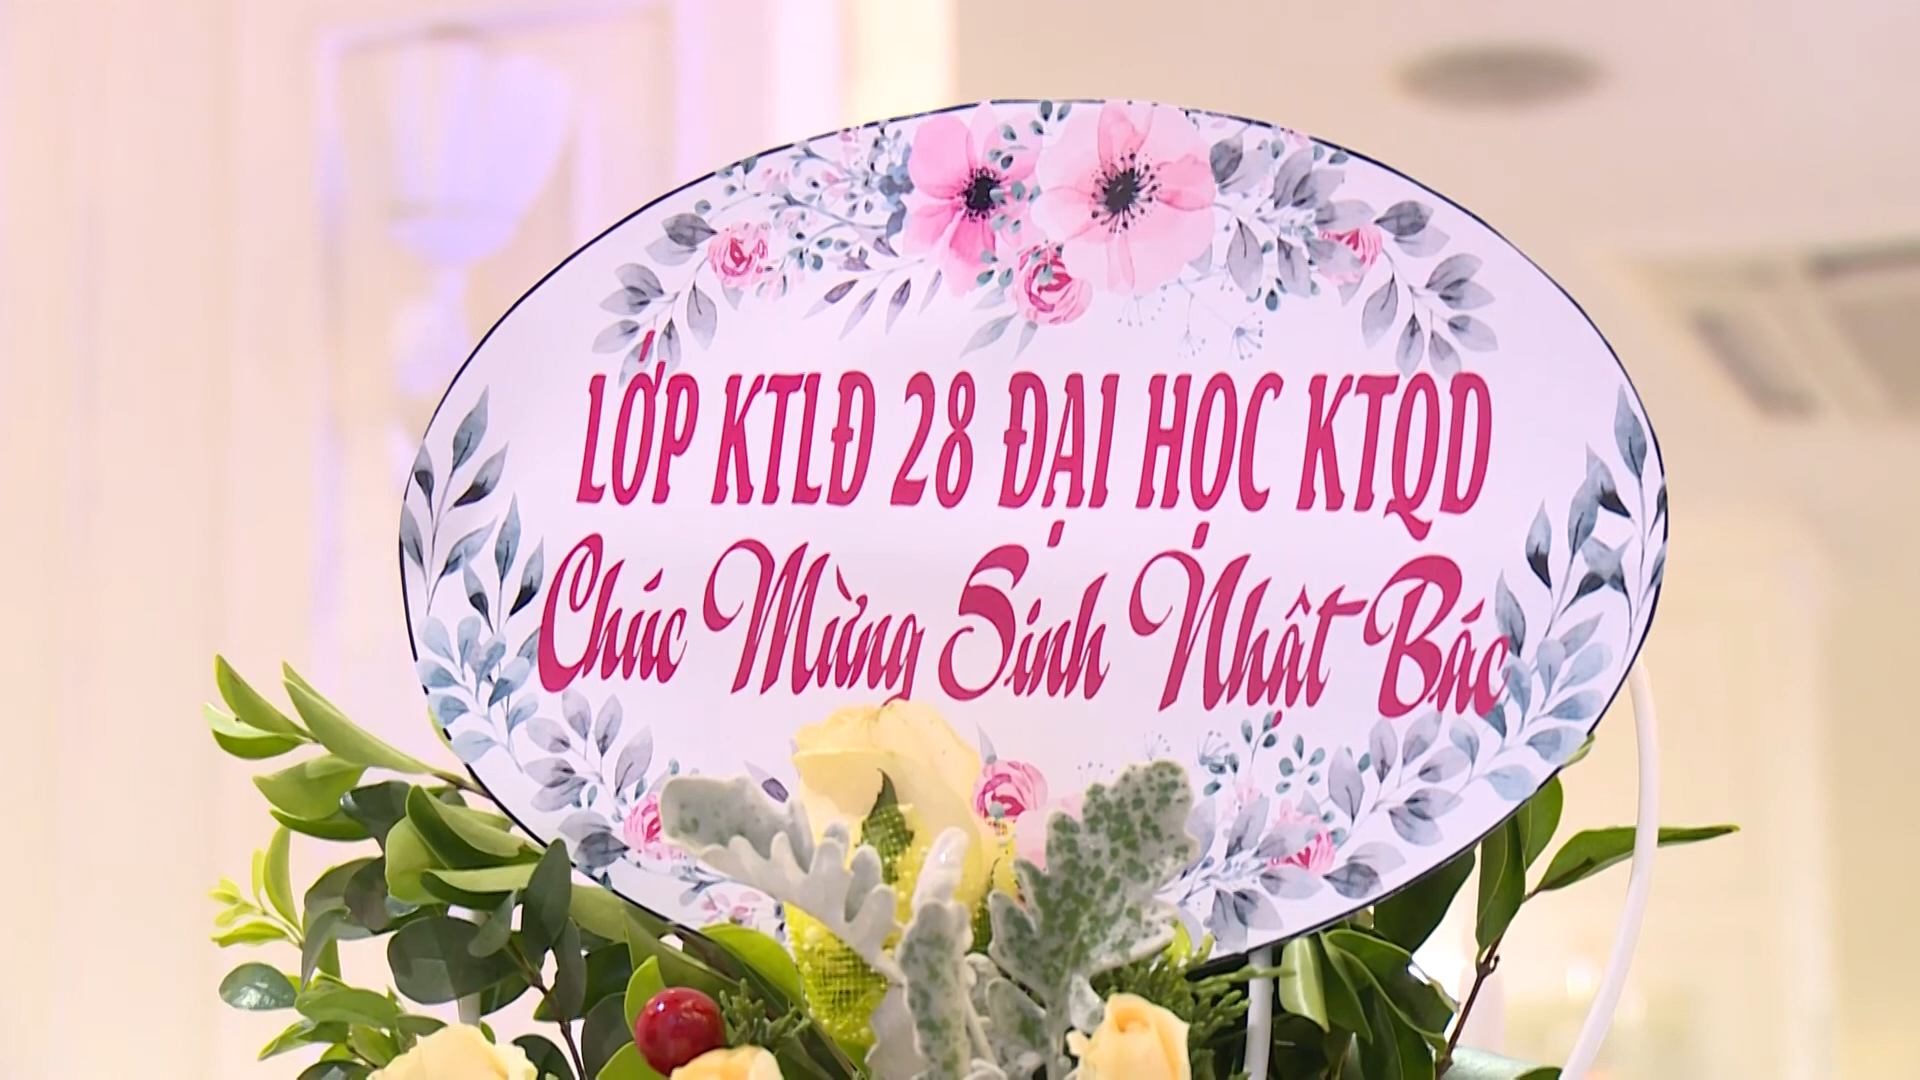 LỚP KTLĐ 28 ĐẠI HỌC KTQD
Chúc Mừng Sinh Nhật Bác